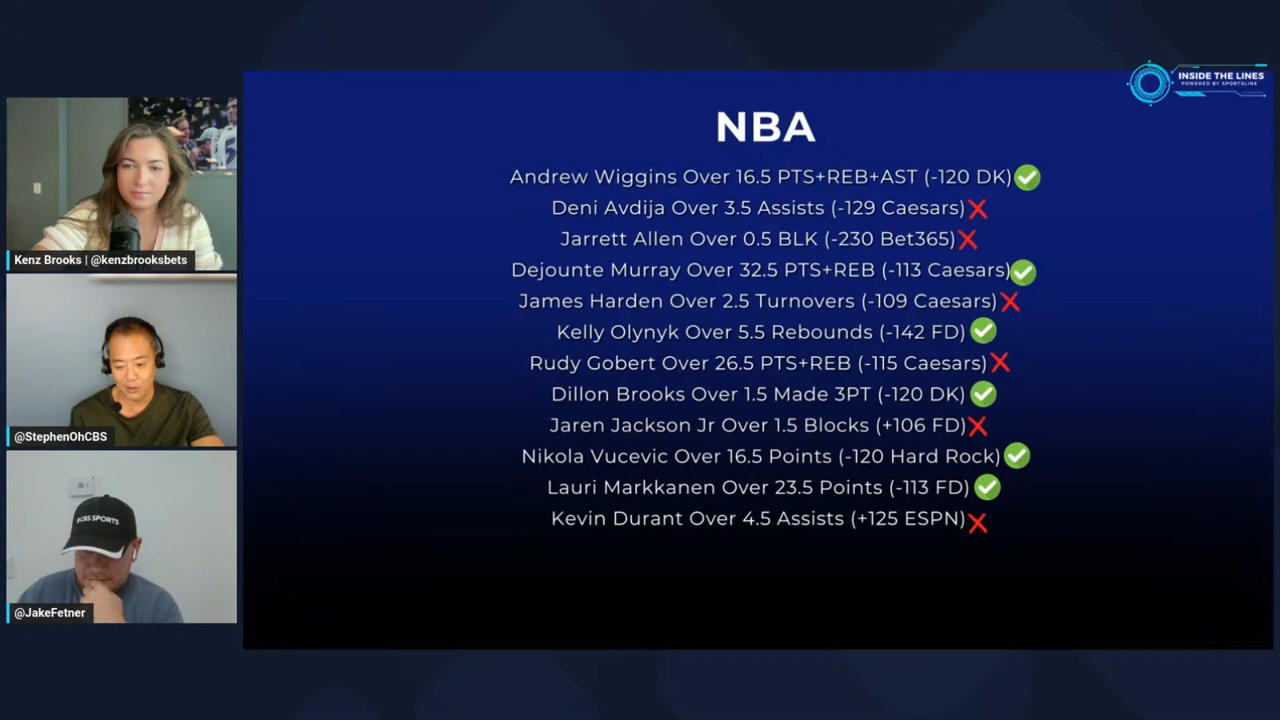 INSIDE THE LINES
POWERED BY SPORTSLINE
NBA
Andrew Wiggins Over 16.5 PTS+REB+AST (-120 DK)
Deni Avdija Over 3.5 Assists (-129 Caesars)
Jarrett Allen Over 0.5 BLK (-230 Bet365)
Dejounte Murray Over 32.5 PTS+REB (-113 Caesars)
James Harden Over 2.5 Turnovers (-109 Caesars)
Kelly Olynyk Over 5.5 Rebounds (-142 FD)
Rudy Gobert Over 26.5 PTS+REB (-115 Caesars)
Dillon Brooks Over 1.5 Made 3PT (-120 DK)
Jaren Jackson Jr Over 1.5 Blocks (+106 FD)
Nikola Vucevic Over 16.5 Points (-120 Hard Rock)
Lauri Markkanen Over 23.5 Points (-113 FD)
Kevin Durant Over 4.5 Assists (+125 ESPN)
Kenz Brooks | @kenzbrooksbets
@StephenOhCBS
CBS SPORTS
@JakeFetner